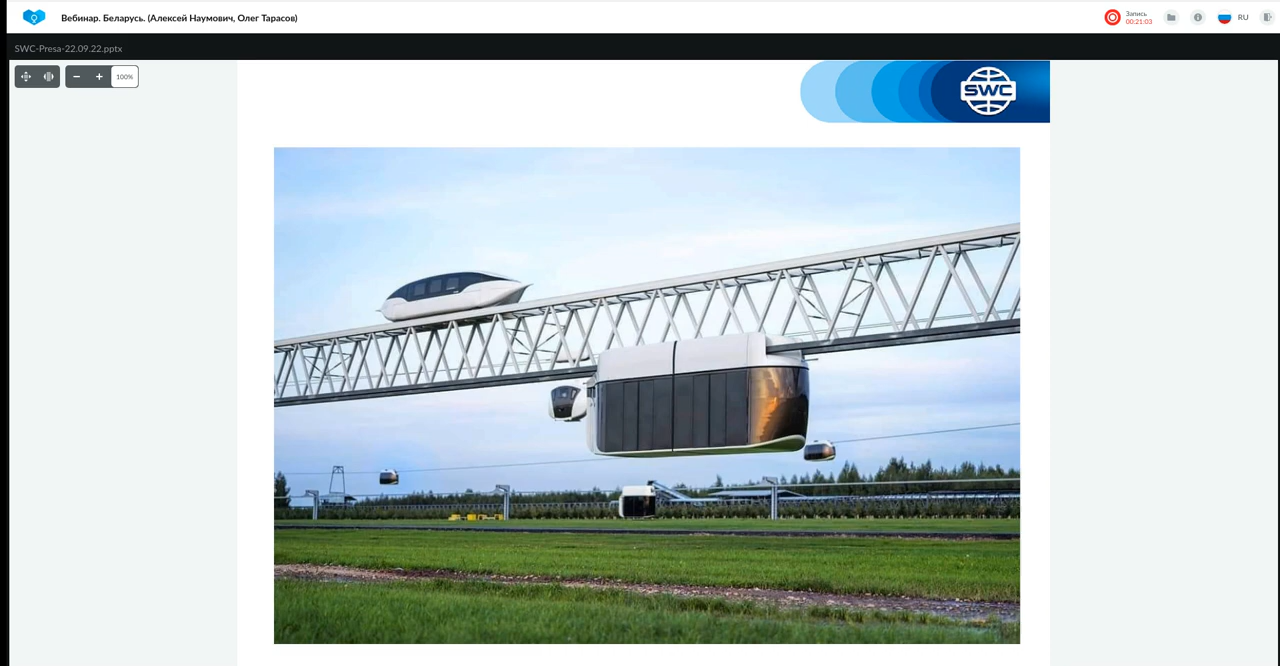 Вебинар. Беларусь. (Алексей Наумович, Олег Тарасов)
Запись
00:21:03
RU
SWC-Presa-22.09.22.pptx
100%
SWC